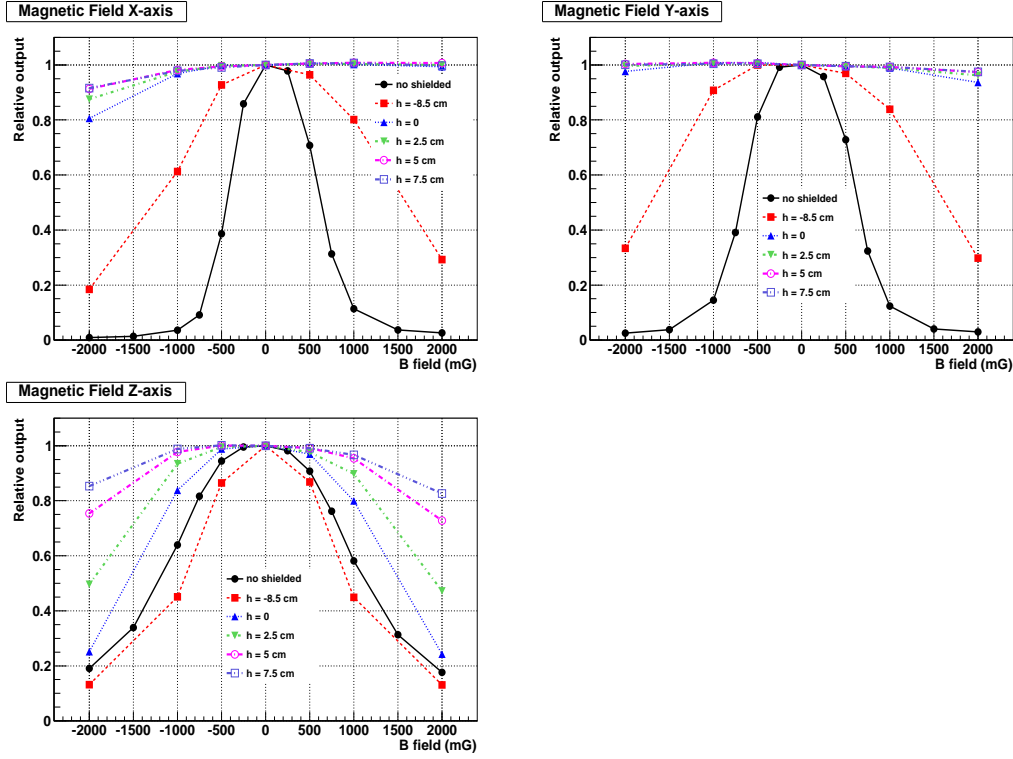 Magnetic Field X-axis
Relative output
1
0.8
0.6
0.4
0.2
0
no shielded
h = -8.5 cm
h = 0
h = 2.5 cm
h = 5 cm
h = 7.5 cm
-2000 -1500 -1000 -500 0 500 1000 1500 2000
B field (mG)
Magnetic Field Y-axis
Relative output
1
0.8
0.6
0.4
0.2
0
no shielded
h = -8.5 cm
h = 0
h = 2.5 cm
h = 5 cm
h = 7.5 cm
-2000 -1500 -1000 -500 0 500 1000 1500 2000
B field (mG)
Magnetic Field Z-axis
Relative output
1
0.8
0.6
0.4
0.2
0
no shielded
h = -8.5 cm
h = 0
h = 2.5 cm
h = 5 cm
h = 7.5 cm
-2000 -1500 -1000 -500 0 500 1000 1500 2000
B field (mG)